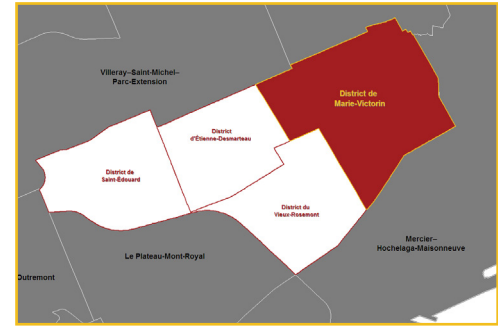 Villeray–Saint-Michel–
Parc-Extension
District de
Marie-Victorin
District
d'Étienne-Desmarteau
District de
Saint-Édouard
District du
Vieux-Rosemont
Mercier–
Hochelaga-Maisonneuve
Le Plateau-Mont-Royal
Outremont